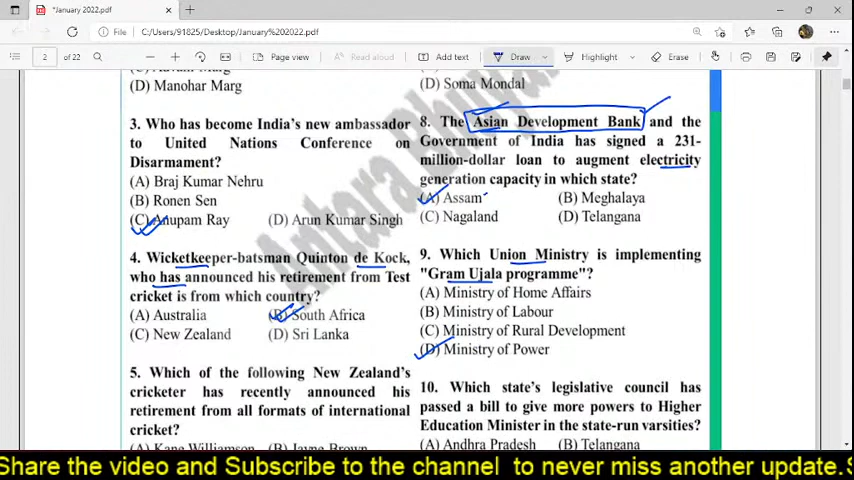 *January 2022.pdf
File
C:/Users/91825/Desktop/January%202022.pdf
2 of 22
Page view
Read aloud
Add text
Draw
Highlight
Erase
(D) Manohar Marg
3. Who has become India's new ambassador
to United Nations Conference on
Disarmament?
(A) Braj Kumar Nehru
(B) Ronen Sen
(C) Anupam Ray (D) Arun Kumar Singh
4. Wicketkeeper-batsman Quinton de Kock,
who has announced his retirement from Test
cricket is from which country?
(A) Australia (B) South Africa
(C) New Zealand (D) Sri Lanka
5. Which of the following New Zealand's
cricketer has recently announced his
retirement from all formats of international
cricket?
(A) Kane Williamson (B) Jayne Brown
(D) Soma Mondal
8. The Asian Development Bank and the
Government of India has signed a 231-
million-dollar loan to augment electricity
generation capacity in which state?
(A) Assam (B) Meghalaya
(C) Nagaland (D) Telangana
9. Which Union Ministry is implementing
"Gram Ujala programme"?
(A) Ministry of Home Affairs
(B) Ministry of Labour
(C) Ministry of Rural Development
(D) Ministry of Power
10. Which state's legislative council has
passed a bill to give more powers to Higher
Education Minister in the state-run varsities?
(A) Andhra Pradesh (B) Telangana
Share the video and Subscribe to the channel to never miss another update.S